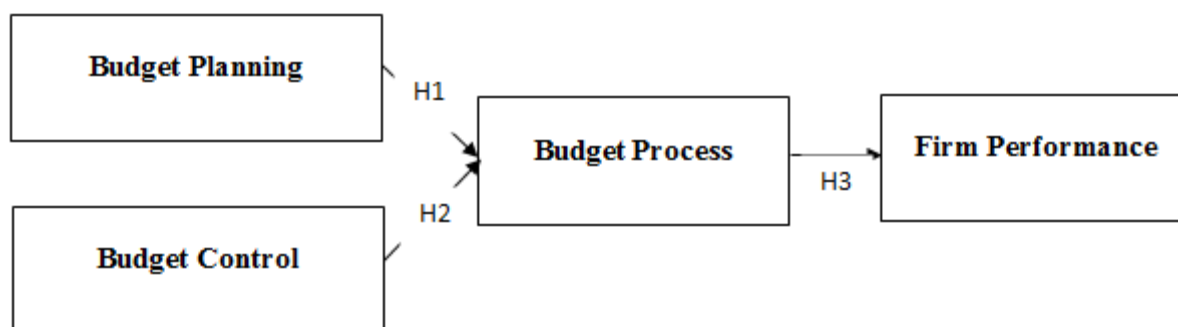 Budget Planning
H1
Budget Process
Firm Performance
H3
H2
Budget Control